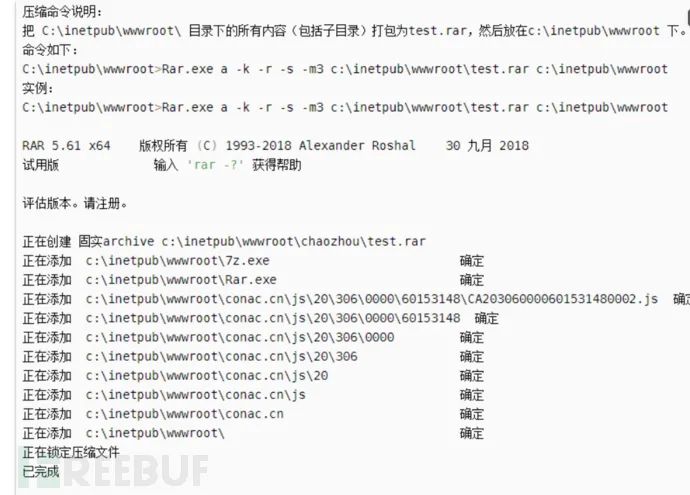 压缩命令说明:
把 C:\inetpub\wwwroot\ 目录下的所有内容（包括子目录）打包为test.rar，然后放在c:\inetpub\wwwroot 下。
命令如下:
C:\inetpub\wwwroot>Rar.exe a -k -r -s -m3 c:\inetpub\wwwroot\test.rar c:\inetpub\wwwroot
实例:
C:\inetpub\wwwroot>Rar.exe a -k -r -s -m3 c:\inetpub\wwwroot\test.rar c:\inetpub\wwwroot
RAR 5.61 x64 版权所有 (C) 1993-2018 Alexander Roshal 30 九月 2018
试用版 输入 'rar -?' 获得帮助
评估版本。请注册。
正在创建 固实archive c:\inetpub\wwwroot\chaozhou\test.rar
正在添加 c:\inetpub\wwwroot\7z.exe 确定
正在添加 c:\inetpub\wwwroot\Rar.exe 确定
正在添加 c:\inetpub\wwwroot\conac.cn\js\20\306\0000\60153148\CA203060000601531480002.js 确定
正在添加 c:\inetpub\wwwroot\conac.cn\js\20\306\0000\60153148 确定
正在添加 c:\inetpub\wwwroot\conac.cn\js\20\306\0000 确定
正在添加 c:\inetpub\wwwroot\conac.cn\js\20\306 确定
正在添加 c:\inetpub\wwwroot\conac.cn\js\20 确定
正在添加 c:\inetpub\wwwroot\conac.cn\js 确定
正在添加 c:\inetpub\wwwroot\conac.cn 确定
正在添加 c:\inetpub\wwwroot\ 确定
正在锁定压缩文件
已完成
FREEBUF